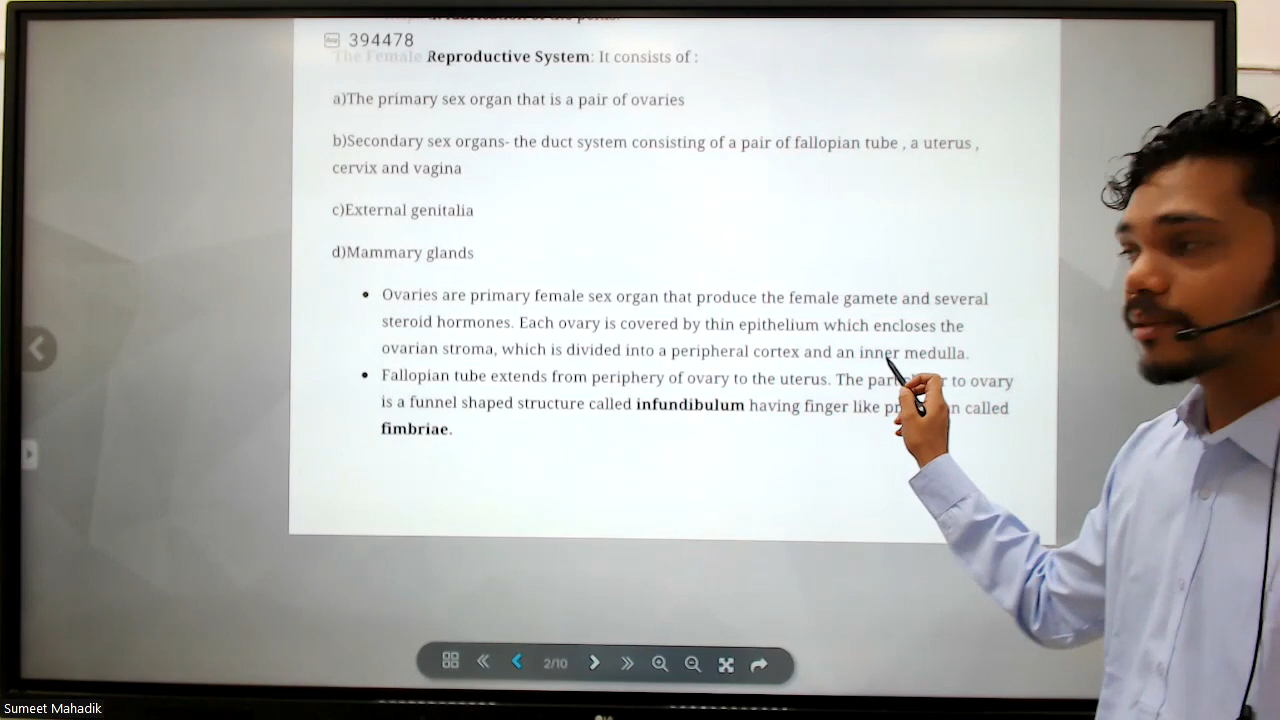 394478
The Female Reproductive System: It consists of :
a)The primary sex organ that is a pair of ovaries
b)Secondary sex organs- the duct system consisting of a pair of fallopian tube , a uterus ,
cervix and vagina
c)External genitalia
d)Mammary glands
• Ovaries are primary female sex organ that produce the female gamete and several
steroid hormones. Each ovary is covered by thin epithelium which encloses the
ovarian stroma, which is divided into a peripheral cortex and an inner medulla.
• Fallopian tube extends from periphery of ovary to the uterus. The part to ovary
is a funnel shaped structure called infundibulum having finger like called
fimbriae.
2/10
Sumeet Mahadik